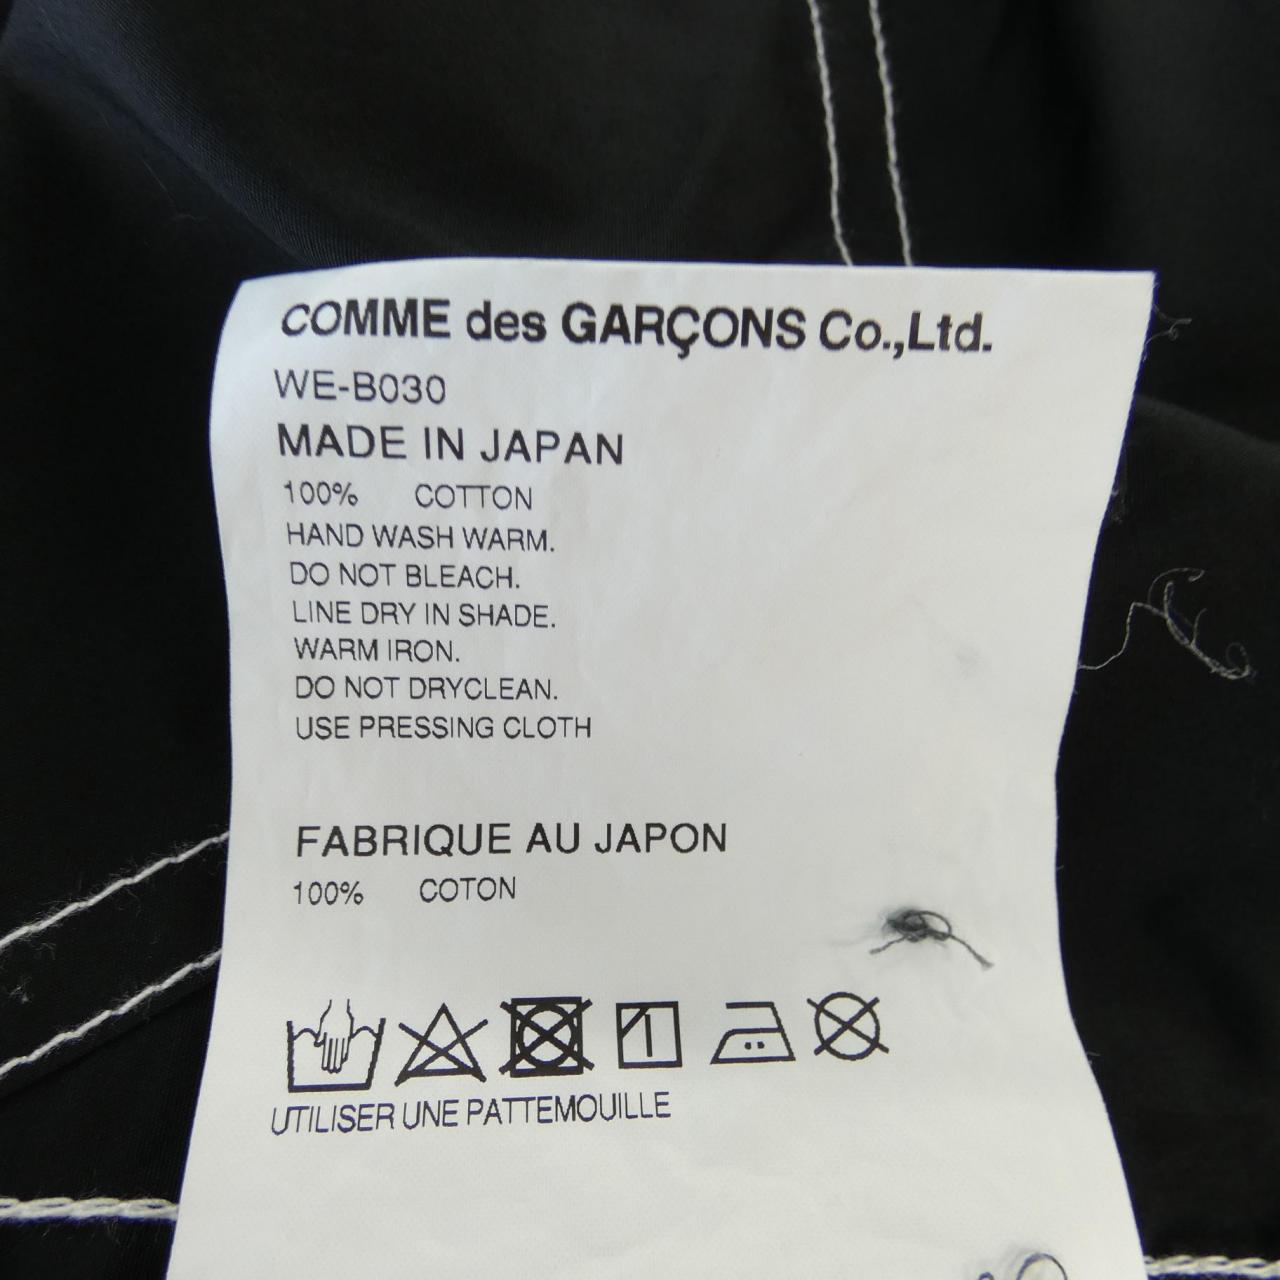 COMME des GARÇONS Co.,Ltd.
WE-B030
MADE IN JAPAN
100% COTTON
HAND WASH WARM.
DO NOT BLEACH.
LINE DRY IN SHADE.
WARM IRON.
DO NOT DRYCLEAN.
USE PRESSING CLOTH
FABRIQUE AU JAPON
100% COTON
UTILISER UNE PATTEMOUILLE